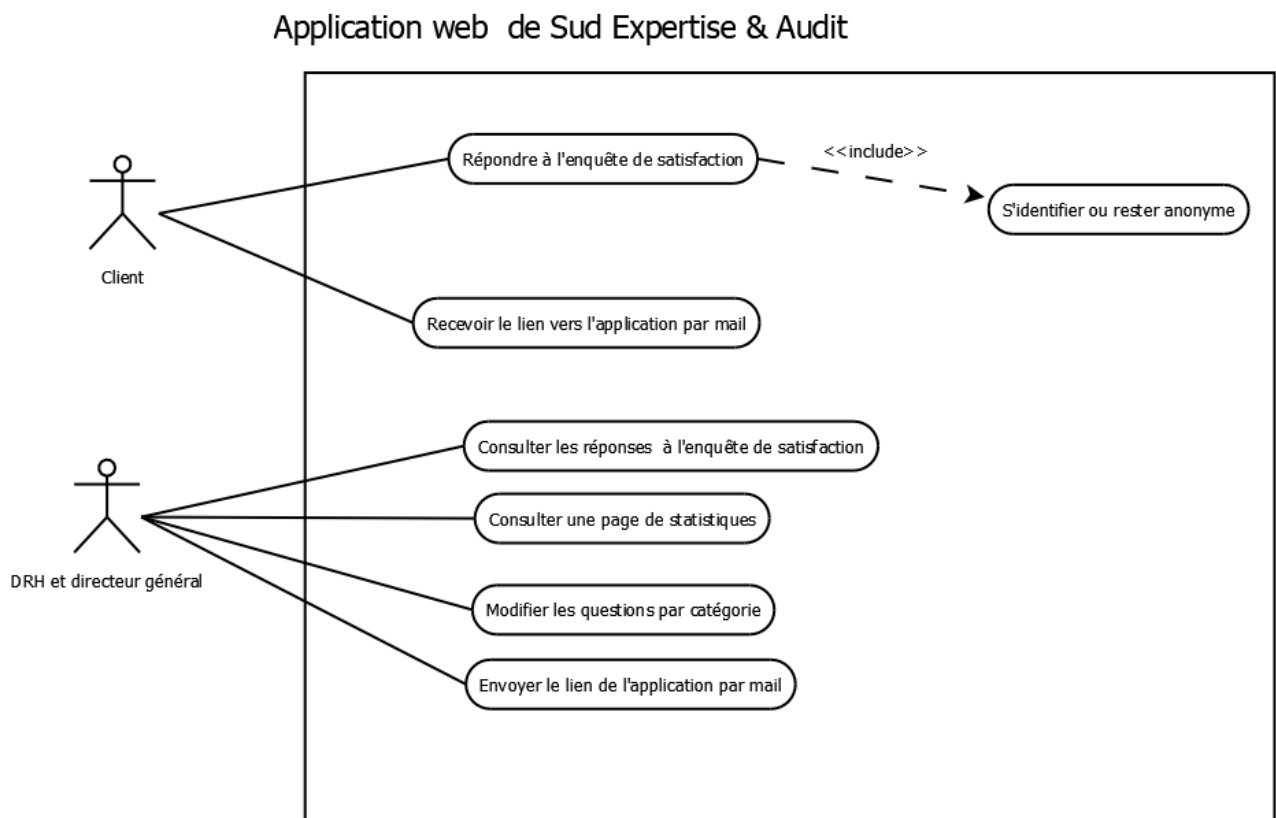 Application web  de Sud Expertise & Audit
Répondre à l'enquête de satisfaction
<<include>>
S'identifier ou rester anonyme
Client
Recevoir le lien vers l'application par mail
Consulter les réponses  à l'enquête de satisfaction
Consulter une page de statistiques
DRH et directeur général
Modifier les questions par catégorie
Envoyer le lien de l'application par mail